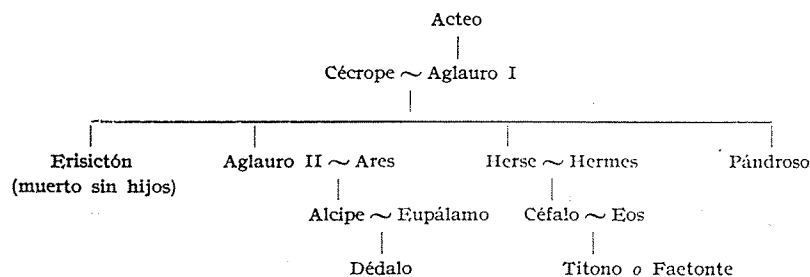 Acteo
Cécrope ~ Aglauro I
Erisictón Aglauro II ~ Ares Herse ~ Hermes Pándroso
(muerto sin hijos)
Alcipe ~ Eupálamo Céfalo ~ Eos
Dédalo Titono o Faetonte